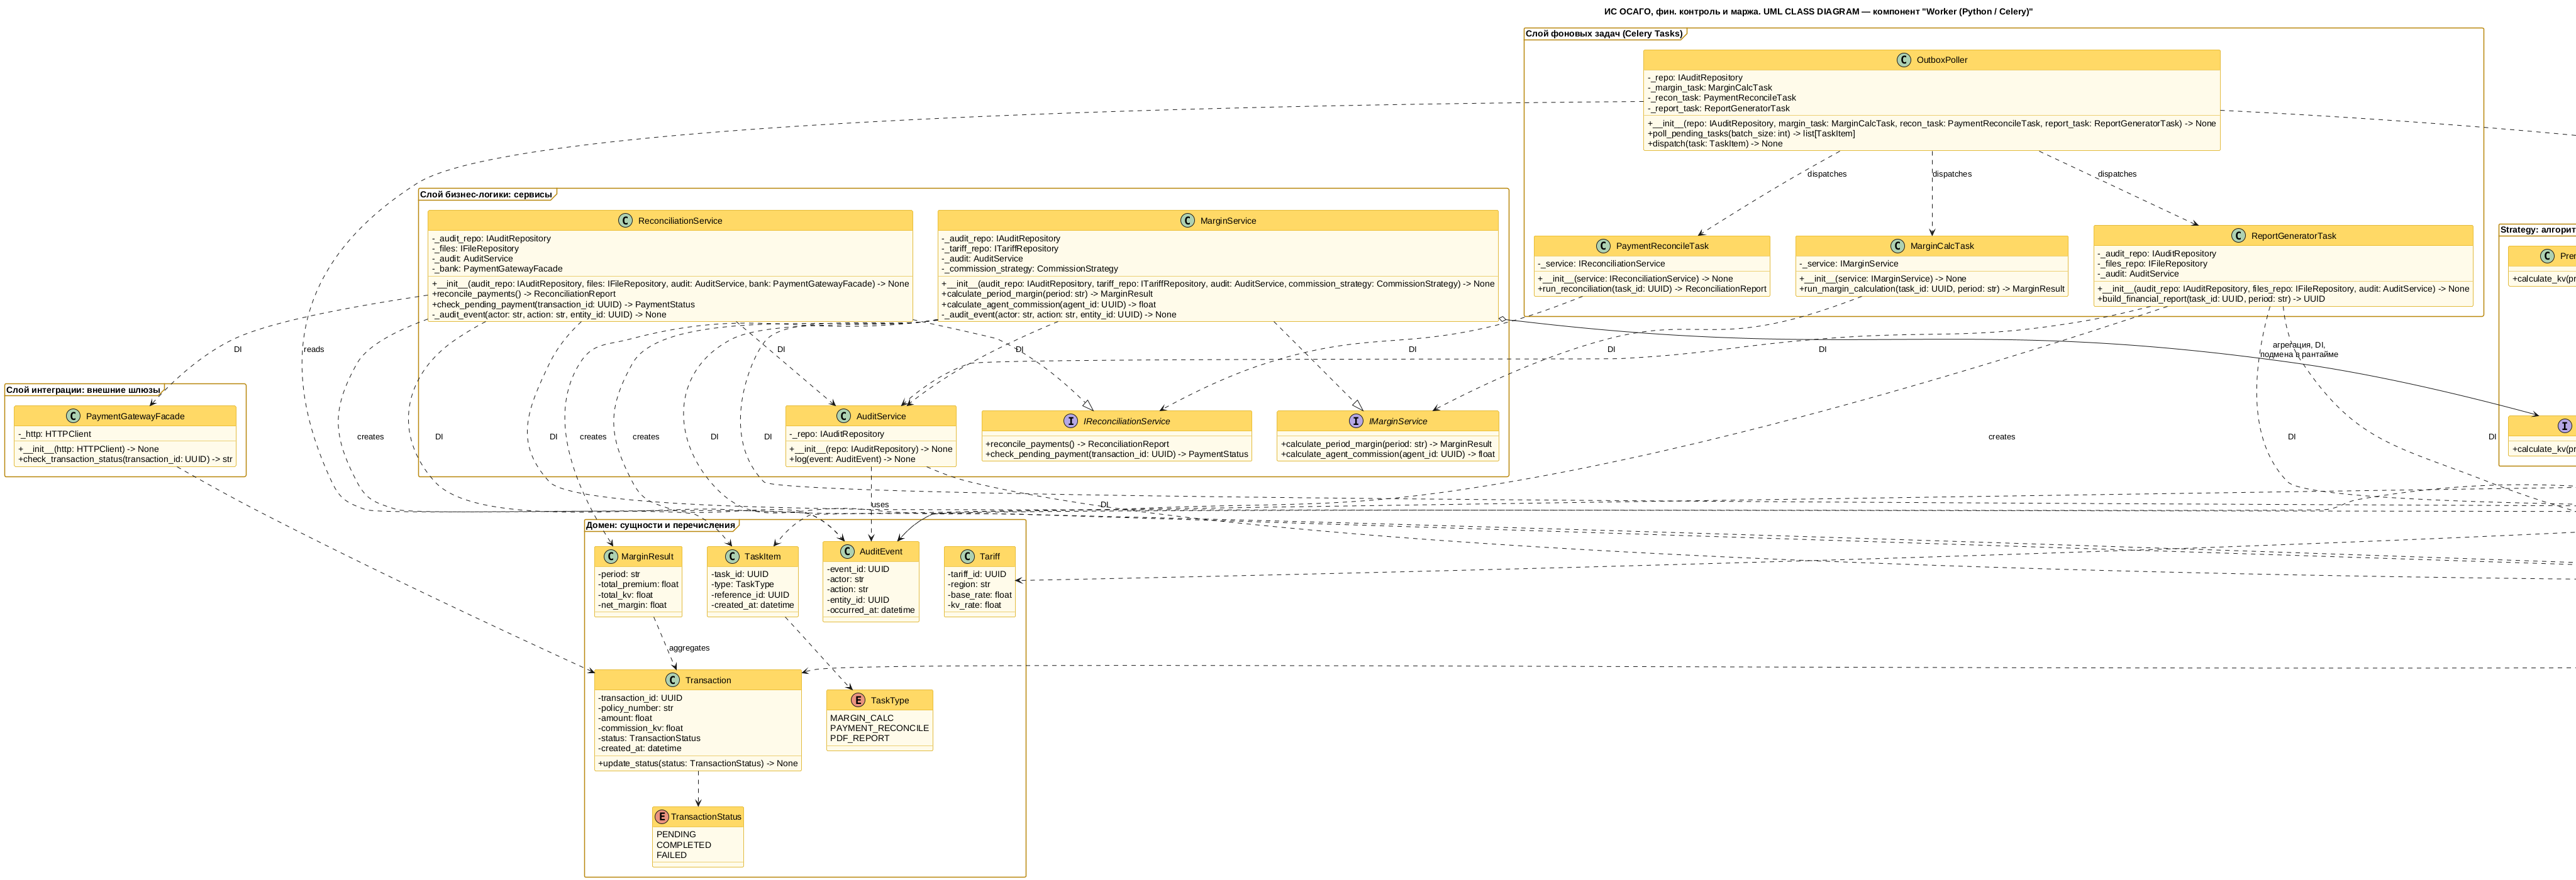 ИС ОСАГО, фин. контроль и маржа. UML CLASS DIAGRAM — компонент "Worker (Python / Celery)"
Слой фоновых задач (Celery Tasks)
OutboxPoller
-_repo: IAuditRepository
-_margin_task: MarginCalcTask
-_recon_task: PaymentReconcileTask
-_report_task: ReportGeneratorTask
+__init__(repo: IAuditRepository, margin_task: MarginCalcTask, recon_task: PaymentReconcileTask, report_task: ReportGeneratorTask) -> None
+poll_pending_tasks(batch_size: int) -> list[TaskItem]
+dispatch(task: TaskItem) -> None
dispatches
dispatches
dispatches
PaymentReconcileTask
-_service: IReconciliationService
+__init__(service: IReconciliationService) -> None
+run_reconciliation(task_id: UUID) -> ReconciliationReport
MarginCalcTask
-_service: IMarginService
+__init__(service: IMarginService) -> None
+run_margin_calculation(task_id: UUID, period: str) -> MarginResult
ReportGeneratorTask
-_audit_repo: IAuditRepository
-_files_repo: IFileRepository
-_audit: AuditService
+__init__(audit_repo: IAuditRepository, files_repo: IFileRepository, audit: AuditService) -> None
+build_financial_report(task_id: UUID, period: str) -> UUID
Strategy: алгорит
Prer
+calculate_kv(pr
I
+calculate_kv(pr
Слой бизнес-логики: сервисы
ReconciliationService
-_audit_repo: IAuditRepository
-_files: IFileRepository
-_audit: AuditService
-_bank: PaymentGatewayFacade
+__init__(audit_repo: IAuditRepository, files: IFileRepository, audit: AuditService, bank: PaymentGatewayFacade) -> None
+reconcile_payments() -> ReconciliationReport
+check_pending_payment(transaction_id: UUID) -> PaymentStatus
-_audit_event(actor: str, action: str, entity_id: UUID) -> None
MarginService
-_audit_repo: IAuditRepository
-_tariff_repo: ITariffRepository
-_audit: AuditService
-_commission_strategy: CommissionStrategy
+__init__(audit_repo: IAuditRepository, tariff_repo: ITariffRepository, audit: AuditService, commission_strategy: CommissionStrategy) -> None
+calculate_period_margin(period: str) -> MarginResult
+calculate_agent_commission(agent_id: UUID) -> float
-_audit_event(actor: str, action: str, entity_id: UUID) -> None
DI
reads
DI
DI
DI
DI
DI
агрегация, DI,
подмена в рантайме
Слой интеграции: внешние шлюзы
PaymentGatewayFacade
-_http: HTTPClient
+__init__(http: HTTPClient) -> None
+check_transaction_status(transaction_id: UUID) -> str
AuditService
-_repo: IAuditRepository
+__init__(repo: IAuditRepository) -> None
+log(event: AuditEvent) -> None
IReconciliationService
+reconcile_payments() -> ReconciliationReport
+check_pending_payment(transaction_id: UUID) -> PaymentStatus
IMarginService
+calculate_period_margin(period: str) -> MarginResult
+calculate_agent_commission(agent_id: UUID) -> float
creates
DI
DI
creates
creates
DI
DI
creates
DI
DI
uses
DI
Домен: сущности и перечисления
MarginResult
-period: str
-total_premium: float
-total_kv: float
-net_margin: float
TaskItem
-task_id: UUID
-type: TaskType
-reference_id: UUID
-created_at: datetime
AuditEvent
-event_id: UUID
-actor: str
-action: str
-entity_id: UUID
-occurred_at: datetime
Tariff
-tariff_id: UUID
-region: str
-base_rate: float
-kv_rate: float
aggregates
Transaction
-transaction_id: UUID
-policy_number: str
-amount: float
-commission_kv: float
-status: TransactionStatus
-created_at: datetime
+update_status(status: TransactionStatus) -> None
TaskType
MARGIN_CALC
PAYMENT_RECONCILE
PDF_REPORT
TransactionStatus
PENDING
COMPLETED
FAILED